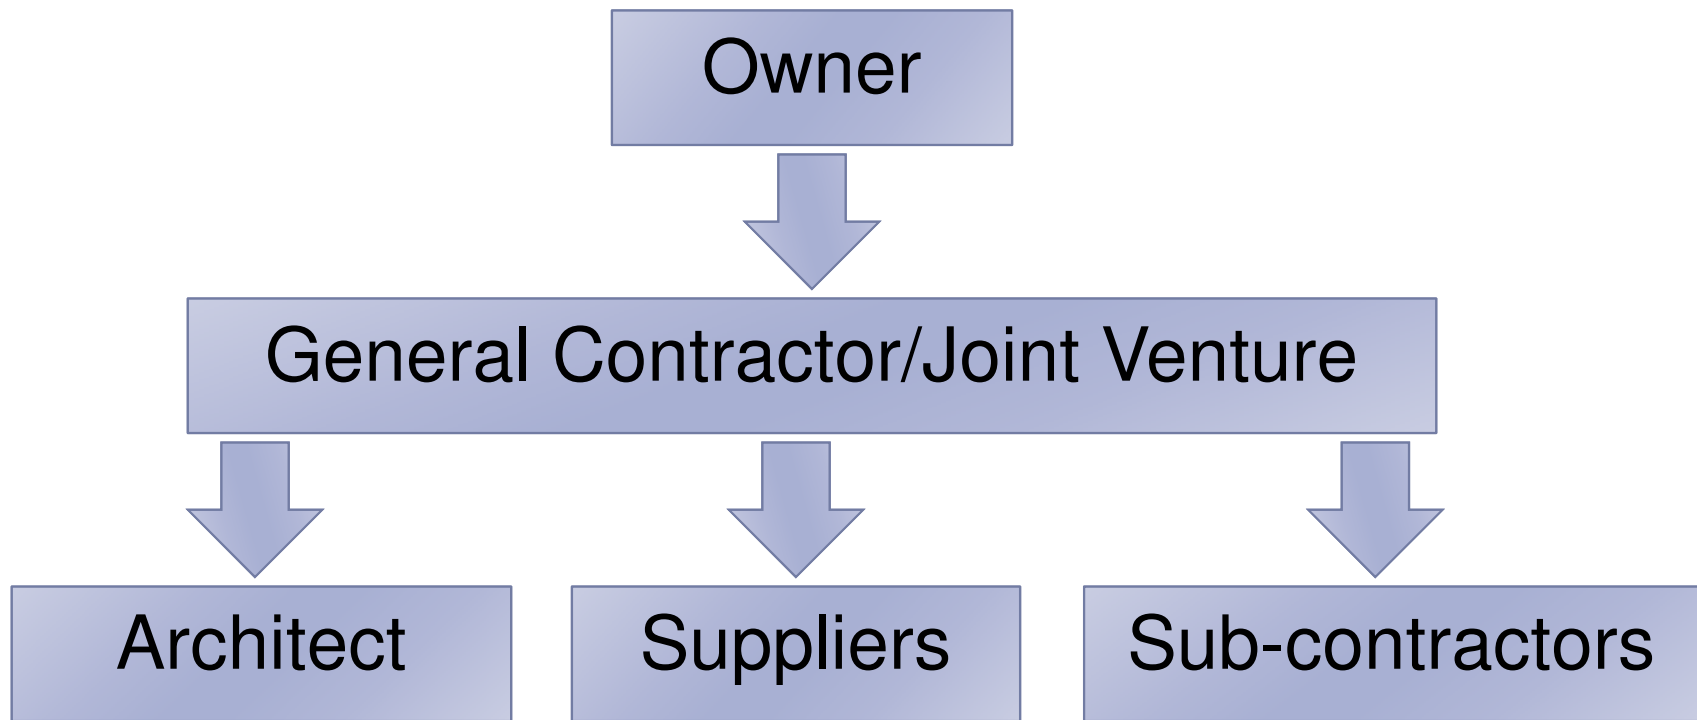 Owner
General Contractor/Joint Venture
Architect
Suppliers
Sub-contractors